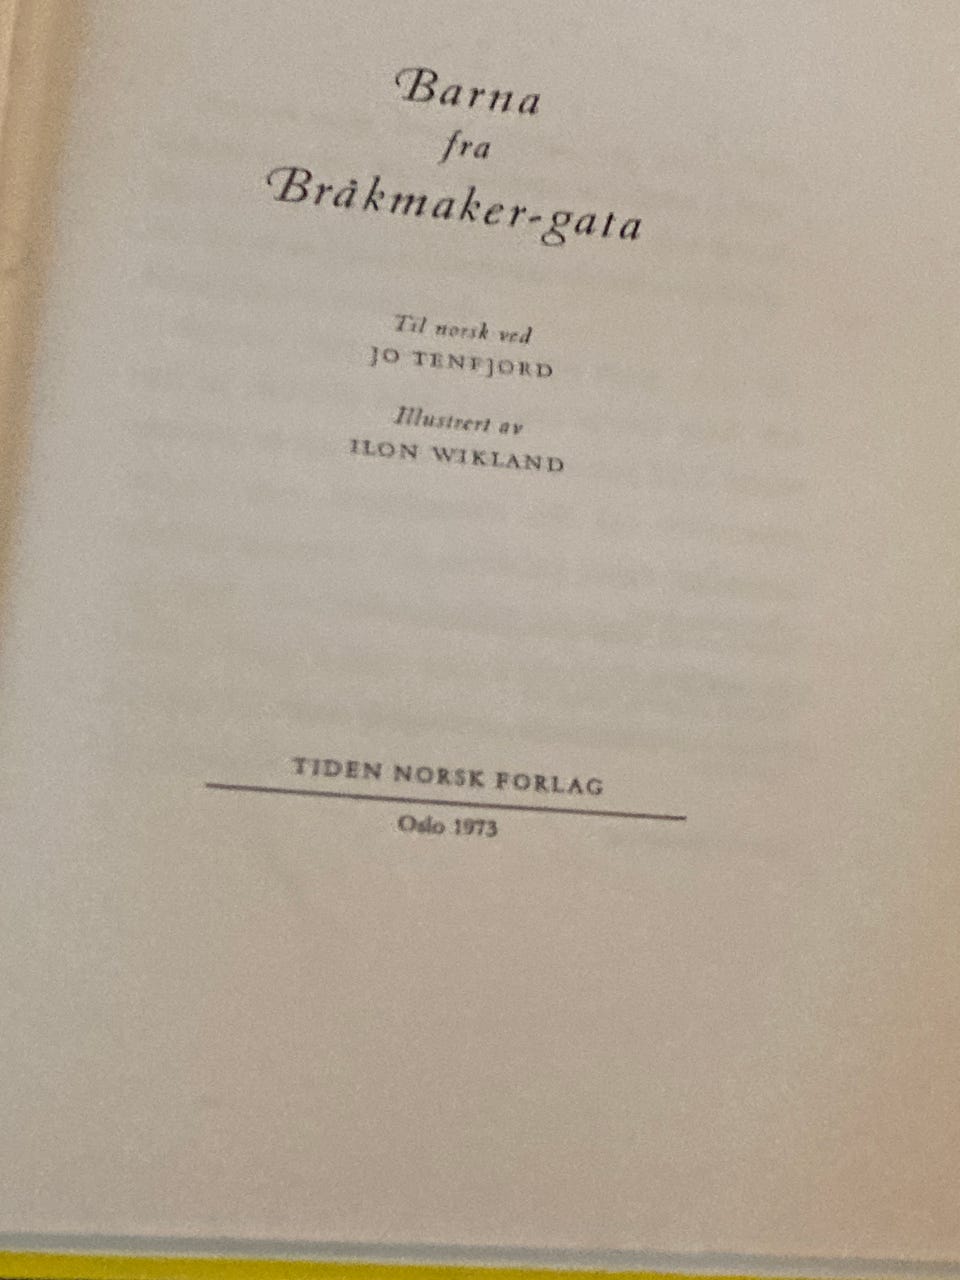 Barna
fra
Bråkmaker-gata
Til norsk ved
JO TENFJORD
Illustrert av
ILON WIKLAND
TIDEN NORSK FORLAG
Oslo 1973